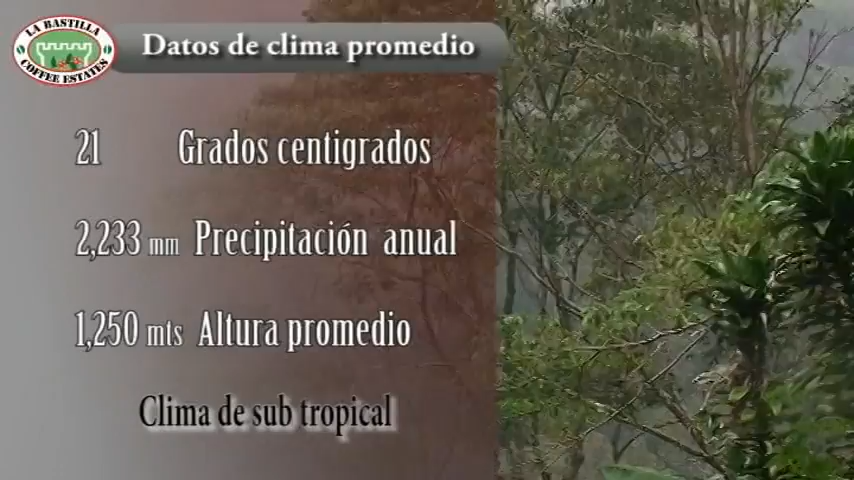 LA BASTILLA
COFFEE ESTATES
Datos de clima promedio
21 Grados centigrados
2,233 mm Precipitación anual
1,250 mts Altura promedio
Clima de sub tropical